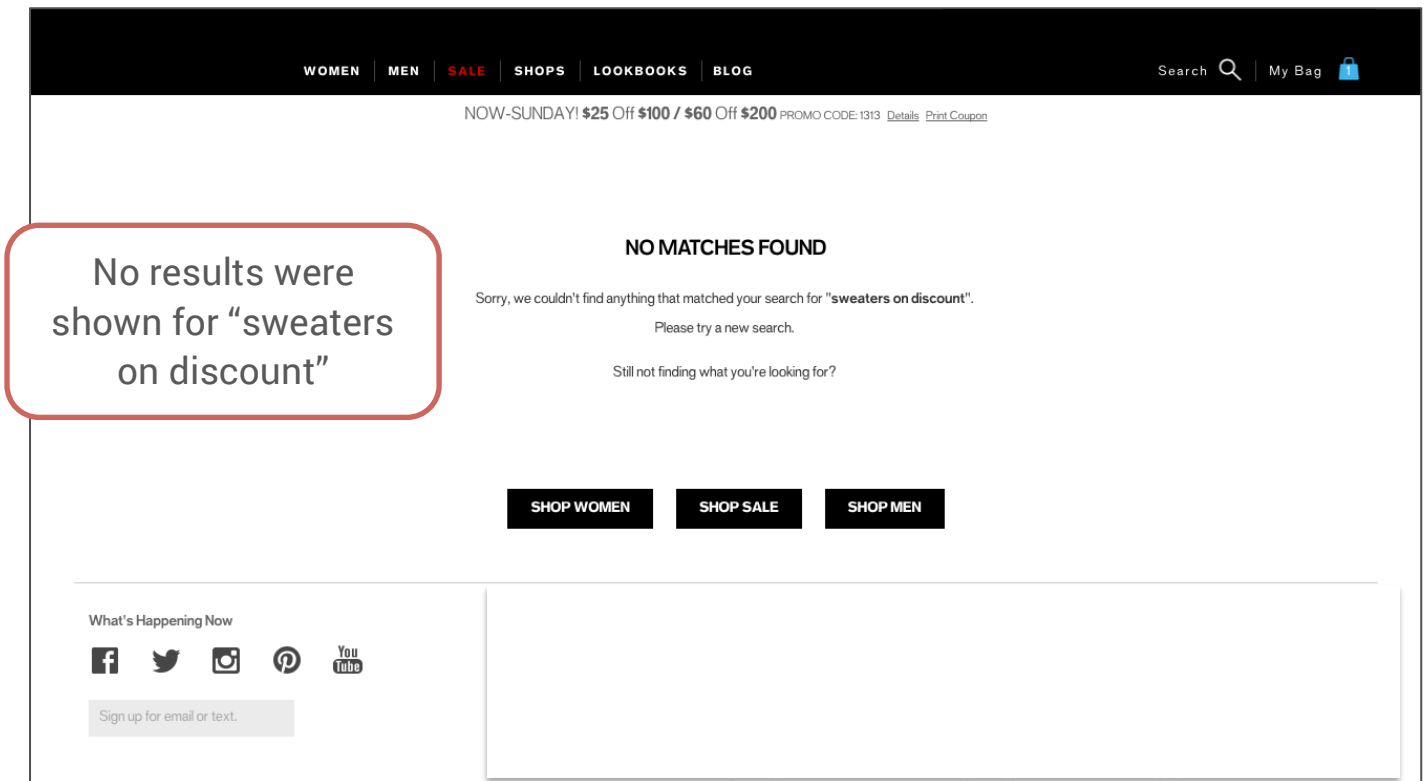 WOMEN MEN SALE SHOPS LOOKBOOKS BLOG Search My Bag 1
NOW-SUNDAY! $25 Off $100 / $60 Off $200 PROMO CODE: 1313 Details Print Coupon
No results were
shown for “sweaters
on discount”
NO MATCHES FOUND
Sorry, we couldn't find anything that matched your search for "sweaters on discount".
Please try a new search.
Still not finding what you're looking for?
SHOP WOMEN SHOP SALE SHOP MEN
What's Happening Now
You
Tube
Sign up for email or text.